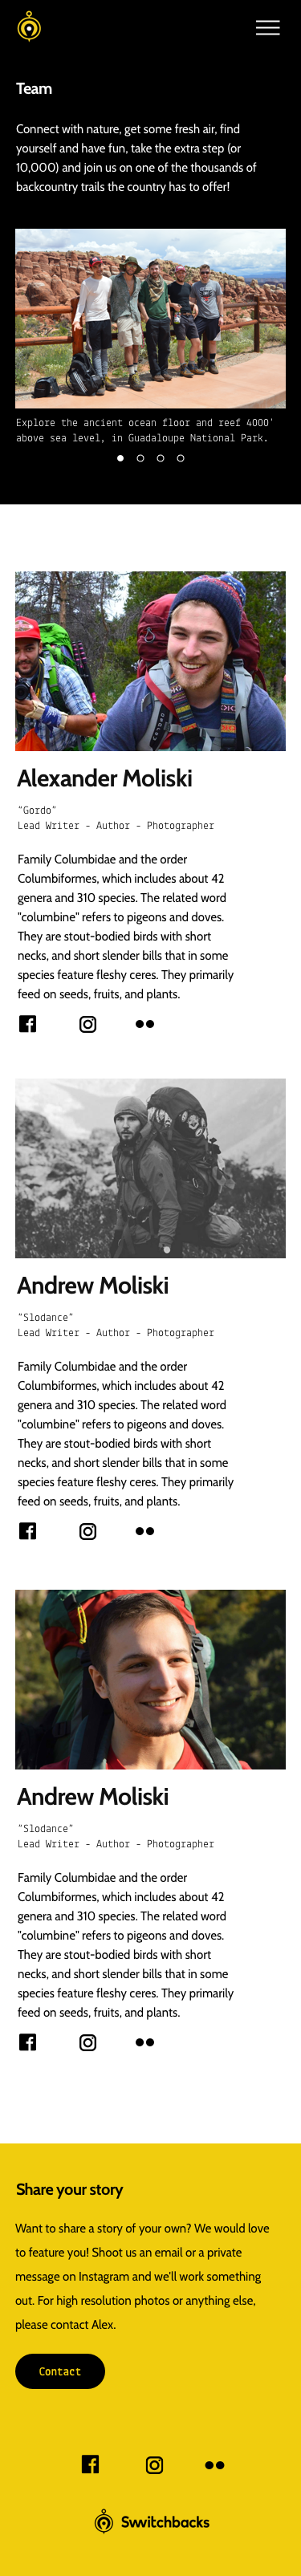 Team
Connect with nature, get some fresh air, find
yourself and have fun, take the extra step (or
10,000) and join us on one of the thousands of
backcountry trails the country has to offer!
Explore the ancient ocean floor and reef 4000'
above sea level, in Guadaloupe National Park.
Alexander Moliski
"Gordo"
Lead Writer - Author - Photographer
Family Columbidae and the order
Columbiformes, which includes about 42
genera and 310 species. The related word
"columbine" refers to pigeons and doves.
They are stout-bodied birds with short
necks, and short slender bills that in some
species feature fleshy ceres. They primarily
feed on seeds, fruits, and plants.
Andrew Moliski
"Slodance"
Lead Writer - Author - Photographer
Family Columbidae and the order
Columbiformes, which includes about 42
genera and 310 species. The related word
"columbine" refers to pigeons and doves.
They are stout-bodied birds with short
necks, and short slender bills that in some
species feature fleshy ceres. They primarily
feed on seeds, fruits, and plants.
Andrew Moliski
"Slodance"
Lead Writer - Author - Photographer
Family Columbidae and the order
Columbiformes, which includes about 42
genera and 310 species. The related word
"columbine" refers to pigeons and doves.
They are stout-bodied birds with short
necks, and short slender bills that in some
species feature fleshy ceres. They primarily
feed on seeds, fruits, and plants.
Share your story
Want to share a story of your own? We would love
to feature you! Shoot us an email or a private
message on Instagram and we'll work something
out. For high resolution photos or anything else,
please contact Alex.
Contact
Switchbacks